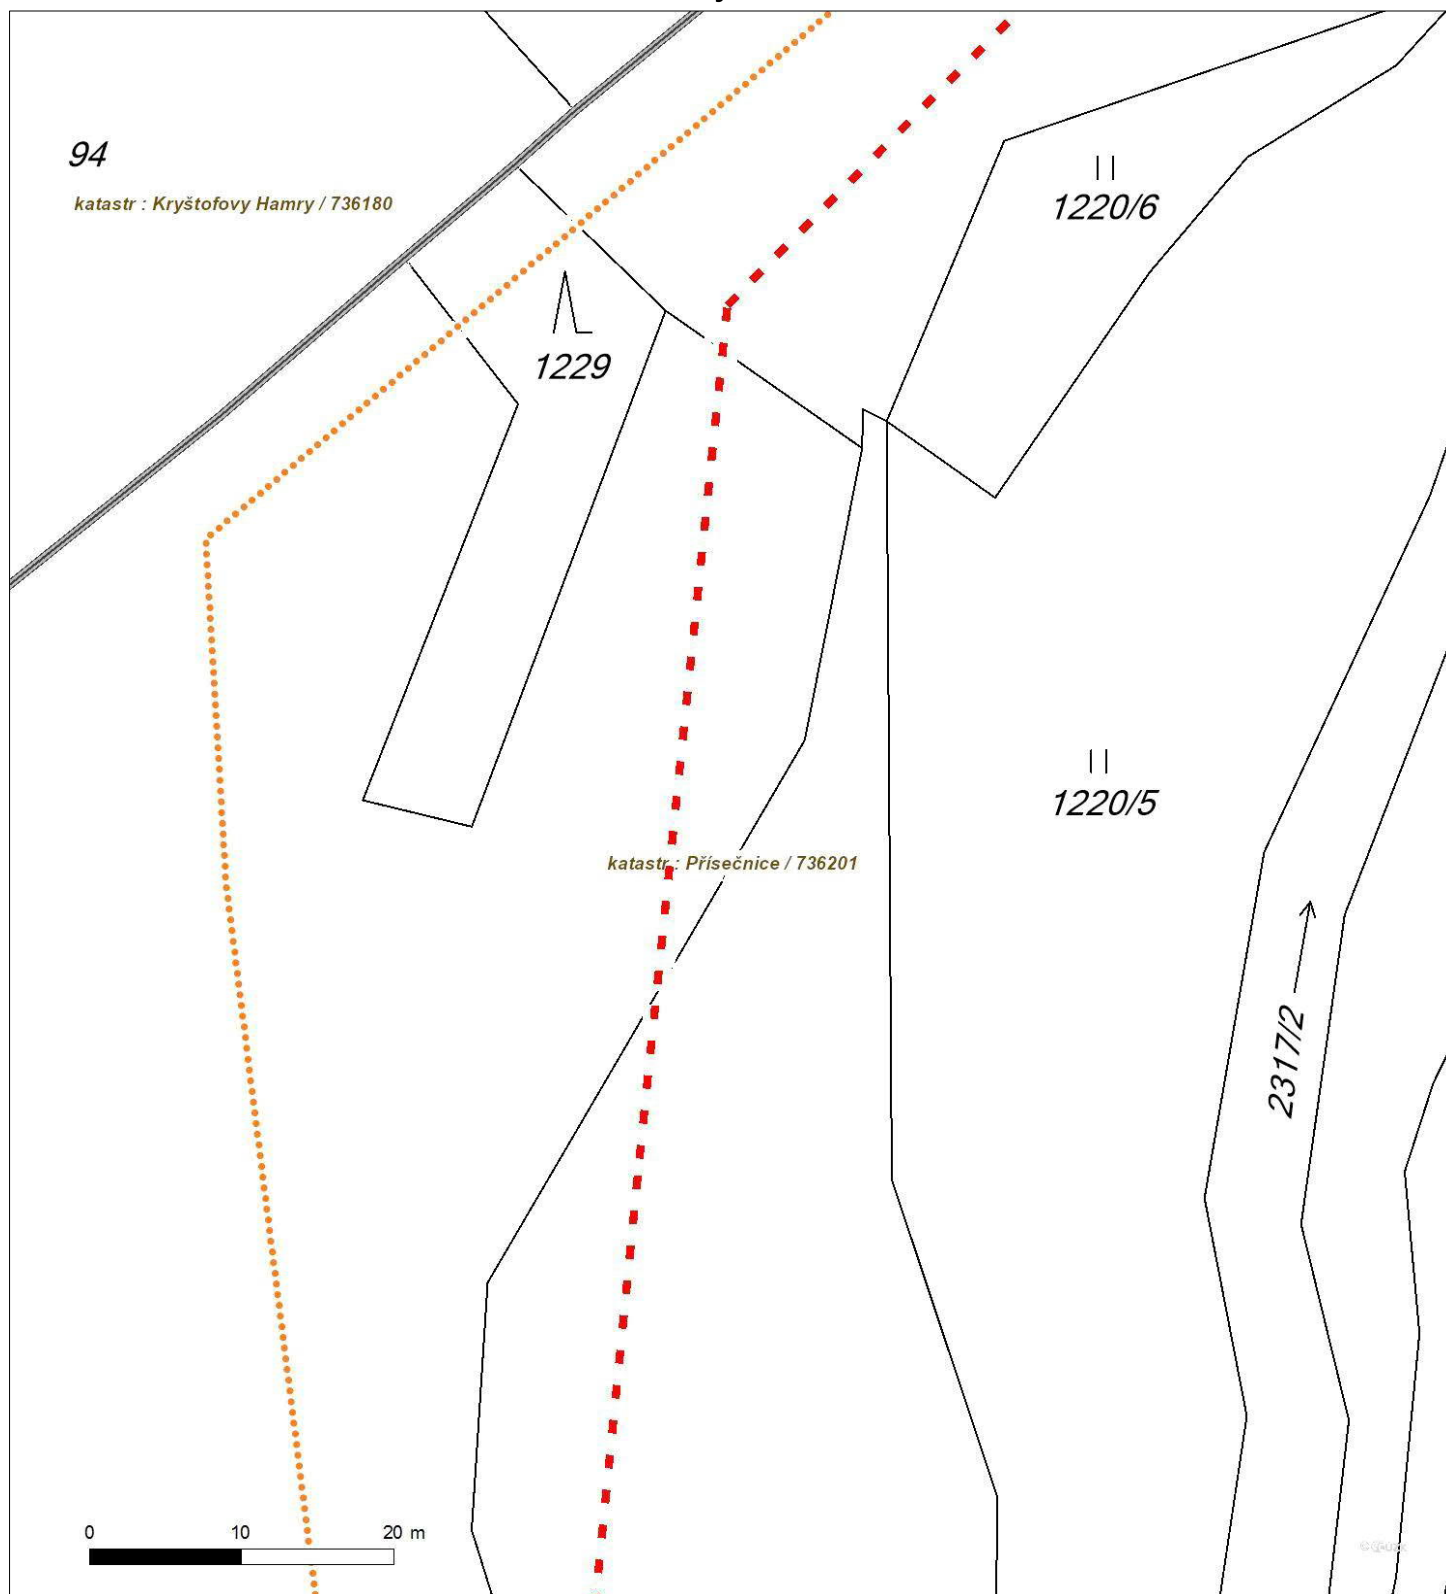 94
katastr : Kryštofovy Hamry / 736180
1220/6
1229
1220/5
katastr : Přísečnice / 736201
2317/2
0 10 20 m